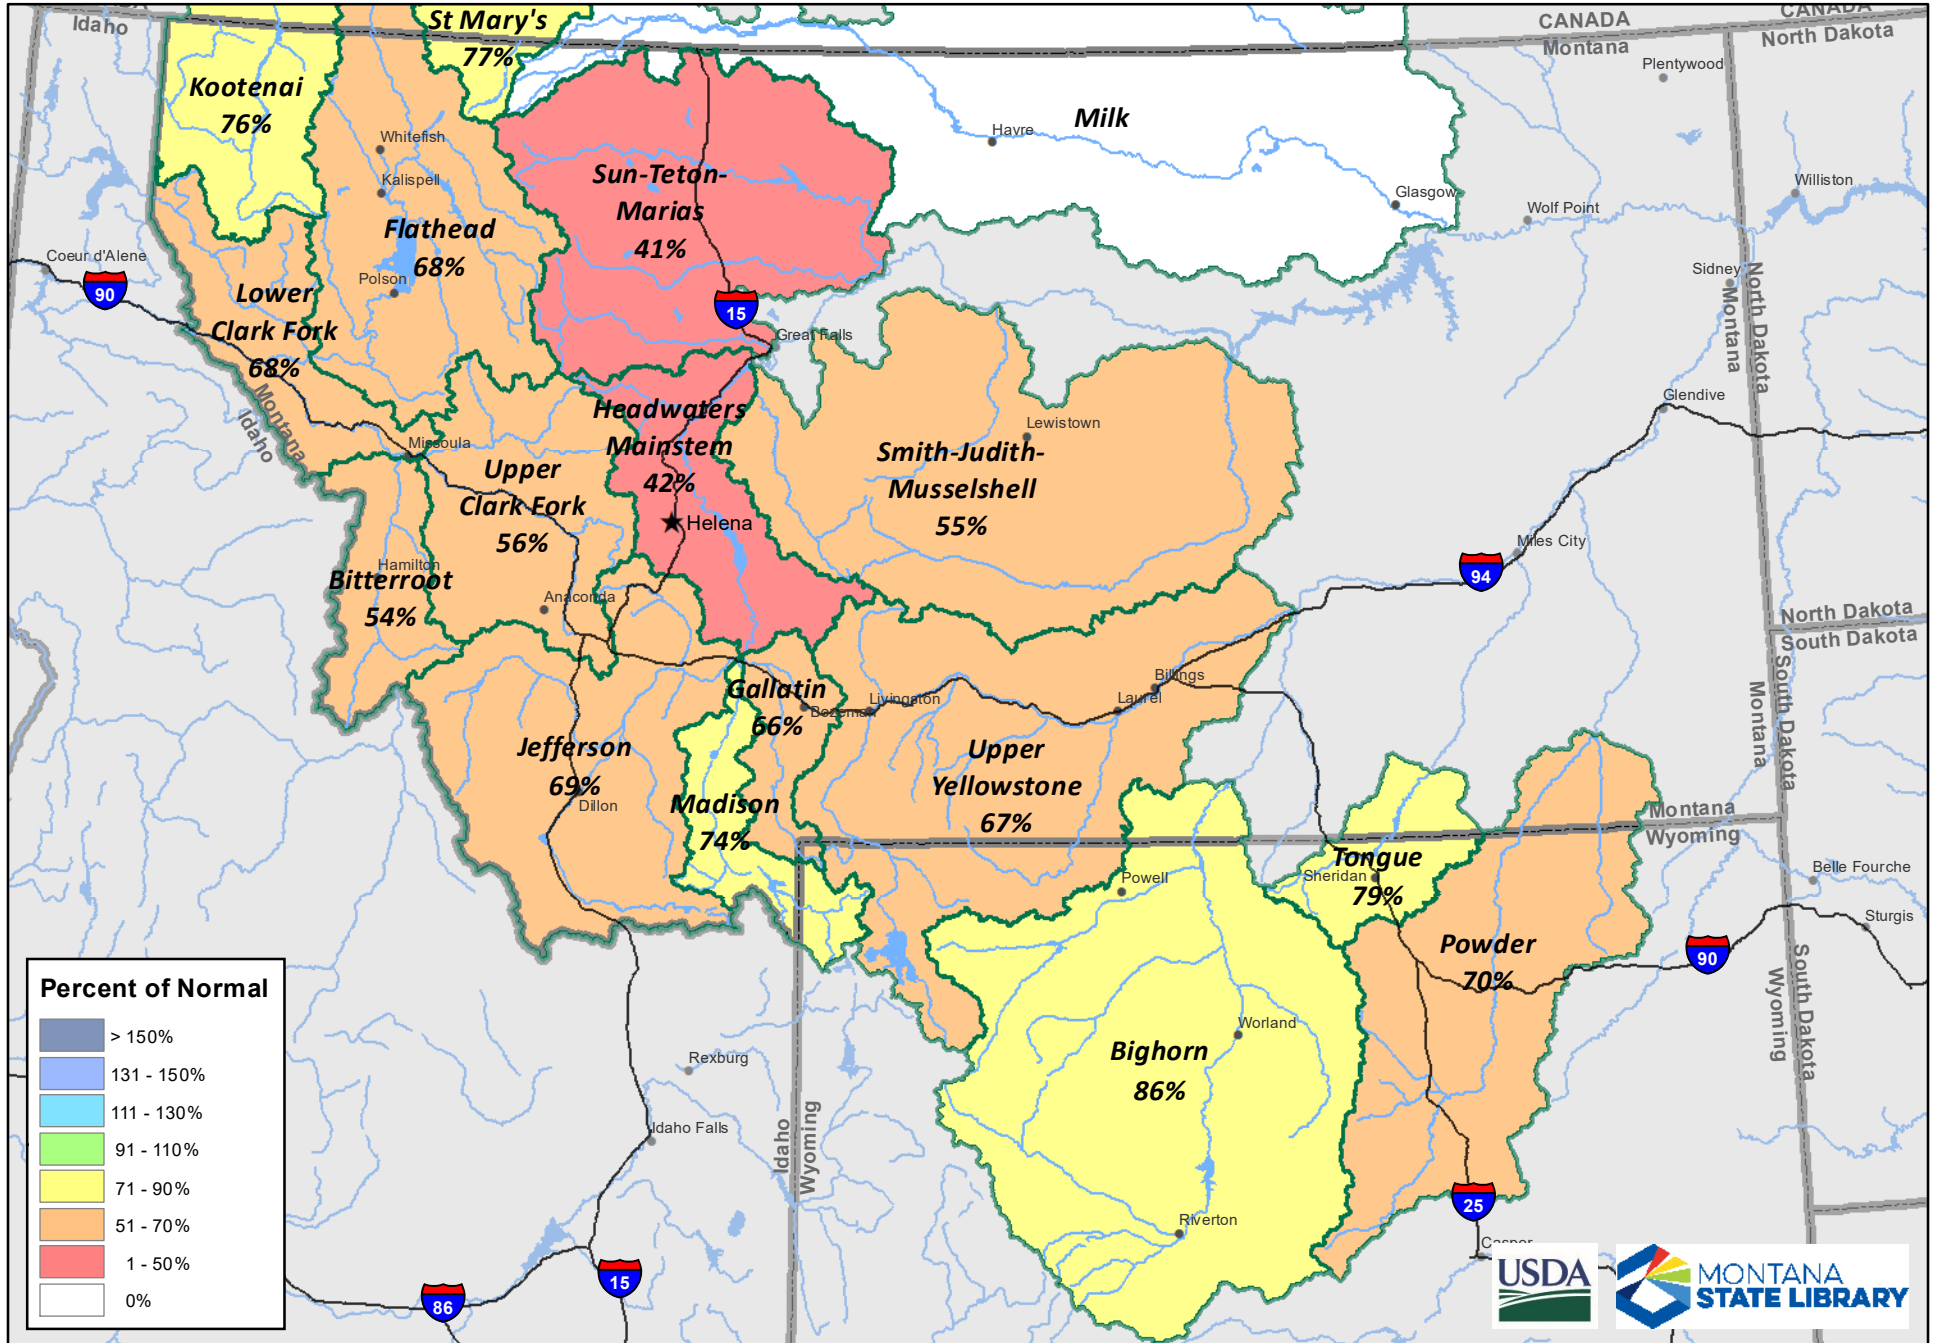 Idaho
St Mary's
77%
CANADA
Montana
CANADA
North Dakota
Plentywood
Kootenai
76%
Whitefish
Kalispell
Flathead
68%
Polson
Sun-Teton-
Marias
41%
Havre
Milk
Glasgow
Wolf Point
Williston
Sidney
North Dakota
Montana
Coeur d'Alene
90
Lower
Clark Fork
68%
Montana
Idaho
15
Great Falls
Headwaters
Mainstem
42%
Helena
Lewistown
Smith-Judith-
Musselshell
55%
Glendive
Miles City
94
Missoula
Upper
Clark Fork
56%
Hamilton
Bitterroot
54%
Anaconda
North Dakota
South Dakota
South Dakota
Montana
Gallatin
66%
Bozeman
Livingston
Billings
Laurel
Jefferson
69%
Dillon
Madison
74%
Upper
Yellowstone
67%
Montana
Wyoming
Tongue
79%
Sheridan
Powell
Belle Fourche
Sturgis
Powder
70%
90
South Dakota
Wyoming
Worland
Bighorn
86%
Rexburg
Idaho Falls
Idaho
Wyoming
Riverton
25
Casper
15
86
Percent of Normal
> 150%
131 - 150%
111 - 130%
91 - 110%
71 - 90%
51 - 70%
1 - 50%
0%
USDA
MONTANA
STATE LIBRARY